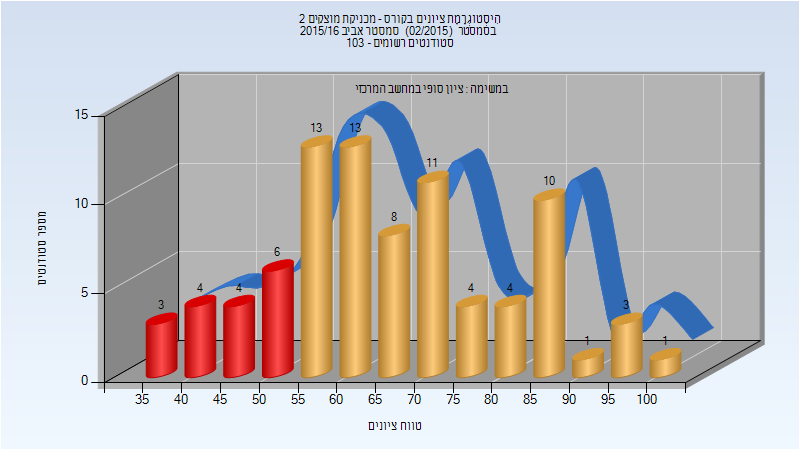 היסטוגרמת ציונים בקורס - מכניקת מוצקים 2
בסמסטר (02/2015) סמסטר אביב 2015/16
סטודנטים רשומים - 103
במשימה : ציון סופי במחשב המרכזי
מספר סטודנטים
15
10
5
0
3
4
4
6
13
13
8
11
4
4
10
1
3
1
35 40 45 50 55 60 65 70 75 80 85 90 95 100
טווח ציונים